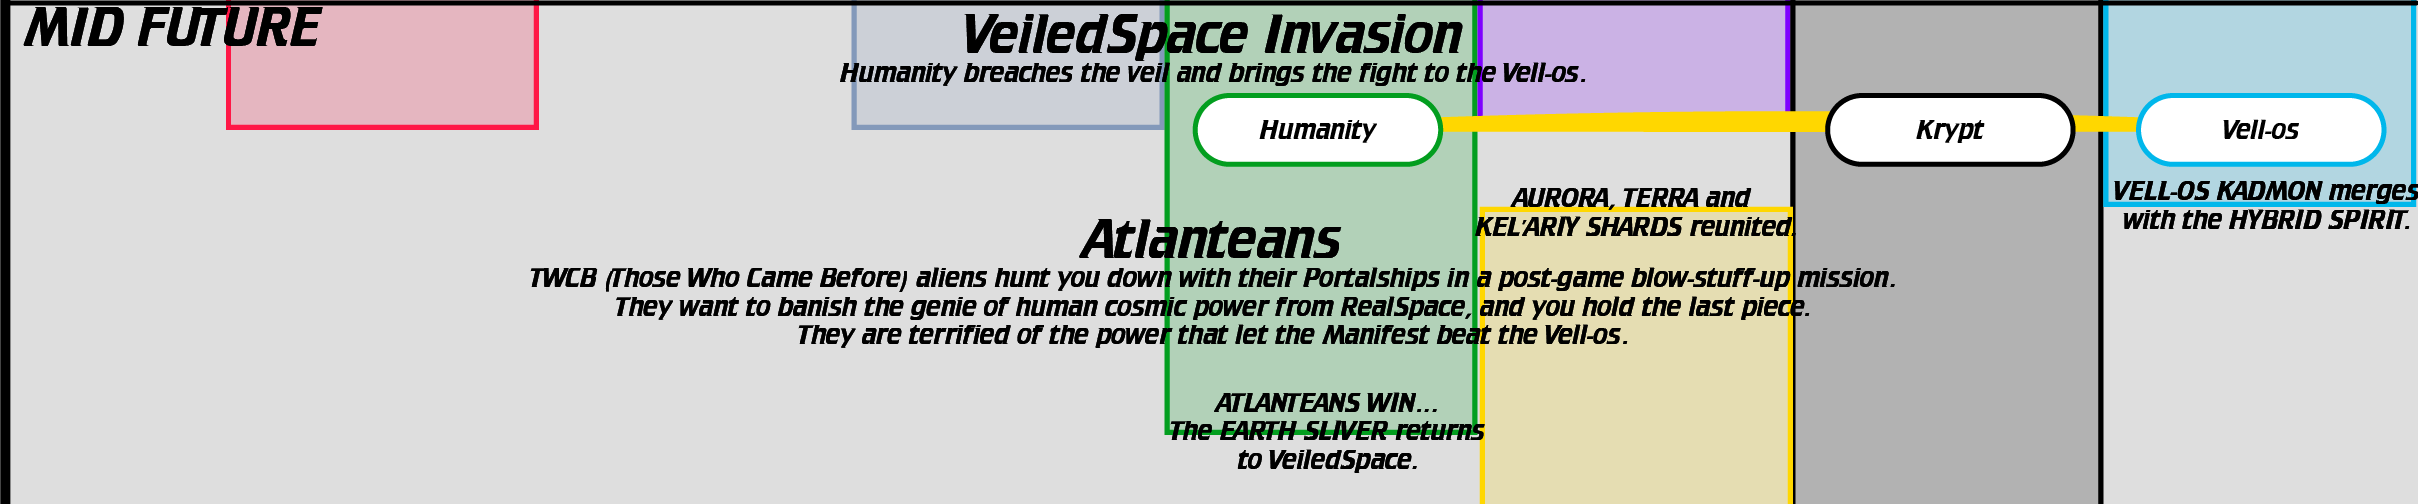 MID FUTURE
VeiledSpace Invasion
Humanity breaches the veil and brings the fight to the Vell-os.
Humanity
Krypt
Vell-os
AURORA, TERRA and
KEL'ARIY SHARDS reunited.
VELL-OS KADMON merges
with the HYBRID SPIRIT.
Atlanteans
TWCB (Those Who Came Before) aliens hunt you down with their Portalships in a post-game blow-stuff-up mission.
They want to banish the genie of human cosmic power from RealSpace, and you hold the last piece.
They are terrified of the power that let the Manifest beat the Vell-os.
ATLANTEANS WIN...
The EARTH SLIVER returns
to VeiledSpace.